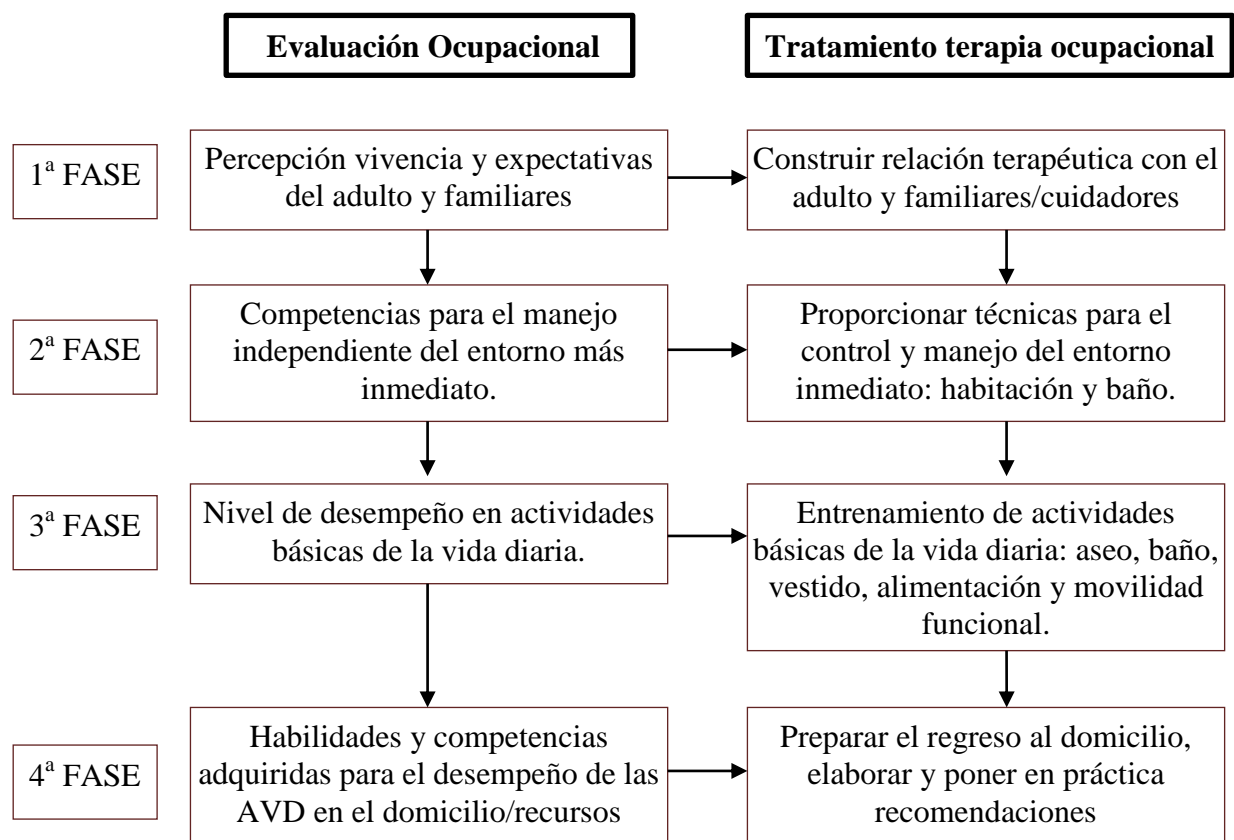 Evaluación Ocupacional
Tratamiento terapia ocupacional
1ª FASE
Percepción vivencia y expectativas
del adulto y familiares
Construir relación terapéutica con el
adulto y familiares/cuidadores
2ª FASE
Competencias para el manejo
independiente del entorno más
inmediato.
Proporcionar técnicas para el
control y manejo del entorno
inmediato: habitación y baño.
3ª FASE
Nivel de desempeño en actividades
básicas de la vida diaria.
Entrenamiento de actividades
básicas de la vida diaria: aseo, baño,
vestido, alimentación y movilidad
funcional.
4ª FASE
Habilidades y competencias
adquiridas para el desempeño de las
AVD en el domicilio/recursos
Preparar el regreso al domicilio,
elaborar y poner en práctica
recomendaciones